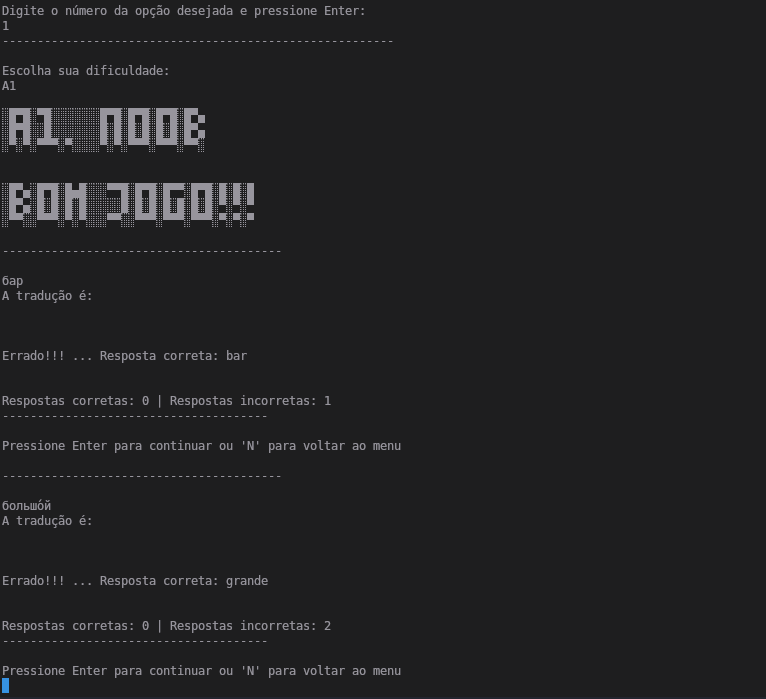 Digite o número da opção desejada e pressione Enter:
1
--------------------------------------------------------
Escolha sua dificuldade:
A1
A1. NOOB
BOM JOGO!!!
----------------------------------------
бар
A tradução é:
Errado!!! ... Resposta correta: bar
Respostas corretas: 0 | Respostas incorretas: 1
--------------------------------------
Pressione Enter para continuar ou 'N' para voltar ao menu
----------------------------------------
большо́й
A tradução é:
Errado!!! ... Resposta correta: grande
Respostas corretas: 0 | Respostas incorretas: 2
--------------------------------------
Pressione Enter para continuar ou 'N' para voltar ao menu